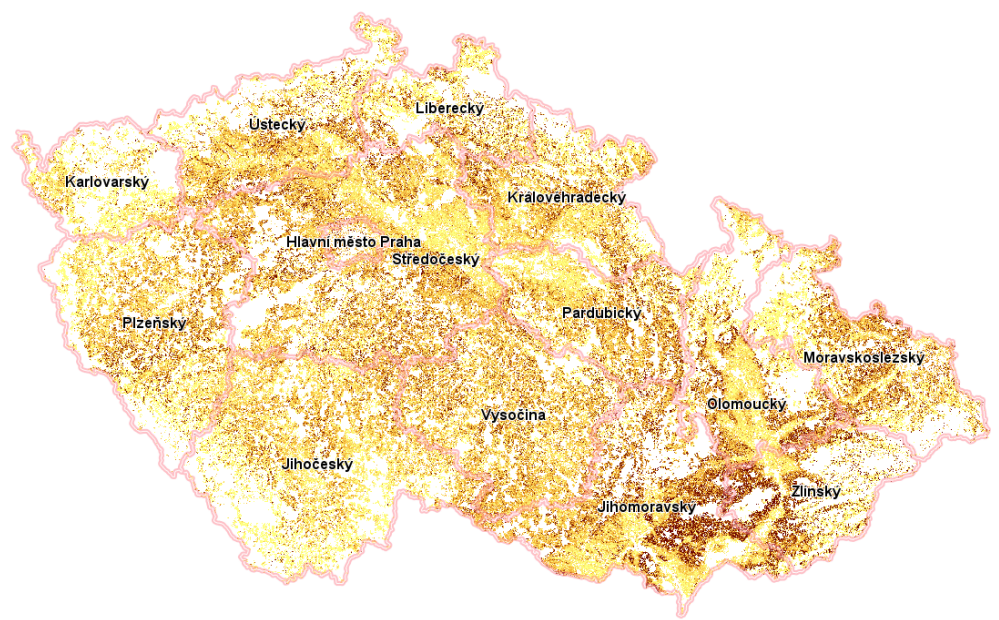 Liberecký
Ústecký
Karlovarský
Královehradecký
Hlavní město Praha
Středočeský
Pardubický
Plzeňský
Moravskoslezský
Olomoucký
Vysočina
Jihočeský
Zlínský
Jihomoravský